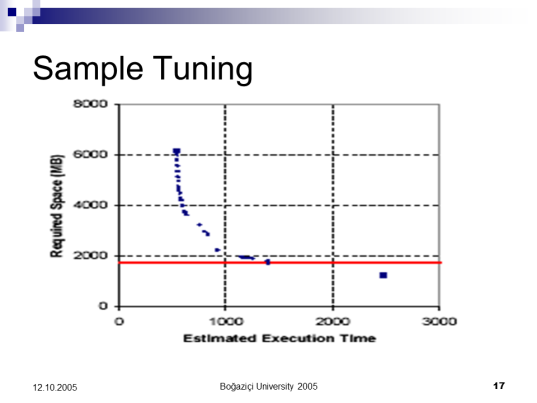 Sample Tuning
8000
6000
4000
2000
0
Required Space (MB)
0 1000 2000 3000
Estimated Execution Time
12.10.2005 Boğaziçi University 2005 17